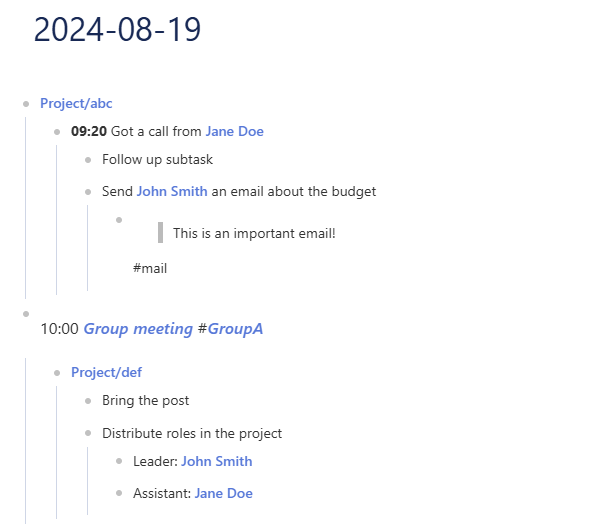 2024-08-19
Project/abc
09:20 Got a call from Jane Doe
Follow up subtask
Send John Smith an email about the budget
This is an important email!
#mail
10:00 Group meeting #GroupA
Project/def
Bring the post
Distribute roles in the project
Leader: John Smith
Assistant: Jane Doe